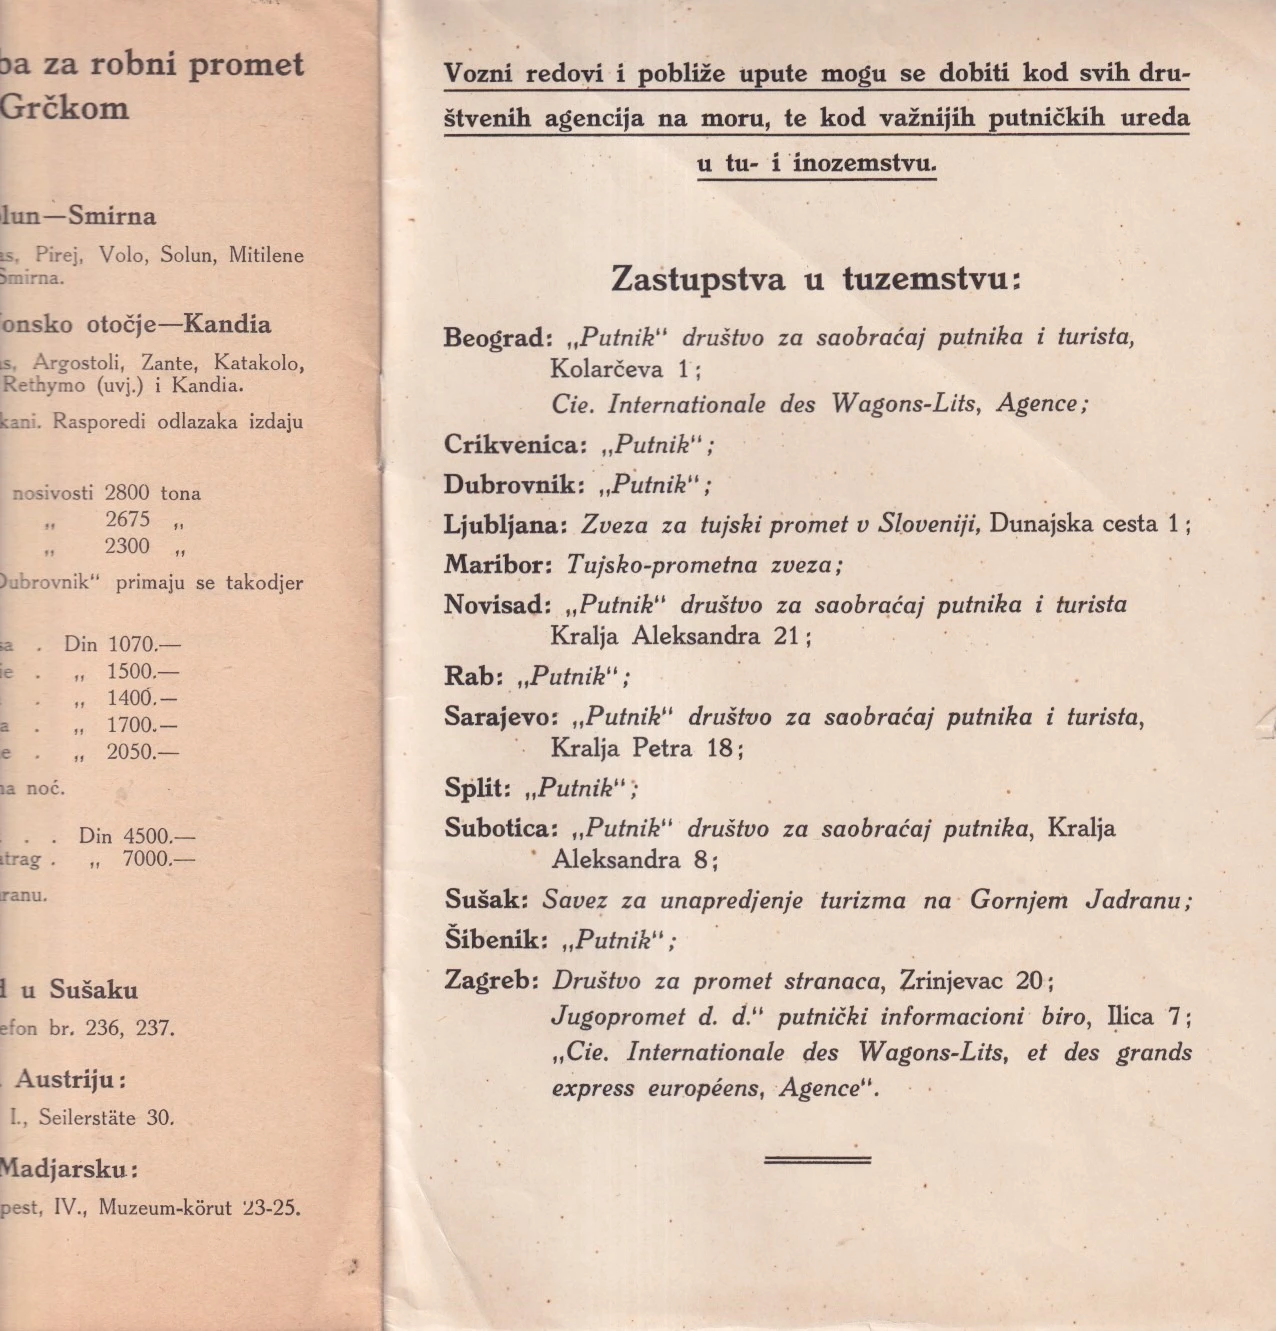 za robni promet
Grčkom
Smirna
Pirej, Volo, Solun, Mitilene
Smirna.
otočje—Kandia
Argostoli, Zante, Katakolo,
Rethymo (uvj.) i Kandia.
Rasporedi odlazaka izdaju
nosivosti 2800 tona
„ 2675 „
„ 2300 „
Dubrovnik“ primaju se takodjer
. Din 1070.—
. „ 1500.—
. „ 1400.—
. „ 1700.—
. „ 2050.—
noć.
. . Din 4500.—
. „ 7000.—
u Sušaku
br. 236, 237.
Austriju:
I., Seilerstäte 30.
Madjarsku:
IV., Muzeum-körut 23-25.
Vozni redovi i pobliže upute mogu se dobiti kod svih dru-
štvenih agencija na moru, te kod važnijih putničkih ureda
u tu- i inozemstvu.
Zastupstva u tuzemstvu:
Beograd: „Putnik“ društvo za saobraćaj putnika i turista,
Kolarčeva 1;
Cie. Internationale des Wagons-Lits, Agence;
Crikvenica: „Putnik“;
Dubrovnik: „Putnik“;
Ljubljana: Zveza za tujski promet v Sloveniji, Dunajska cesta 1;
Maribor: Tujsko-prometna zveza;
Novisad: „Putnik“ društvo za saobraćaj putnika i turista
Kralja Aleksandra 21;
Rab: „Putnik“;
Sarajevo: „Putnik“ društvo za saobraćaj putnika i turista,
Kralja Petra 18;
Split: „Putnik“;
Subotica: „Putnik“ društvo za saobraćaj putnika, Kralja
Aleksandra 8;
Sušak: Savez za unapredjenje turizma na Gornjem Jadranu;
Šibenik: „Putnik“;
Zagreb: Društvo za promet stranaca, Zrinjevac 20;
Jugopromet d. d.“ putnički informacioni biro, Ilica 7;
„Cie. Internationale des Wagons-Lits, et des grands
express européens, Agence“.